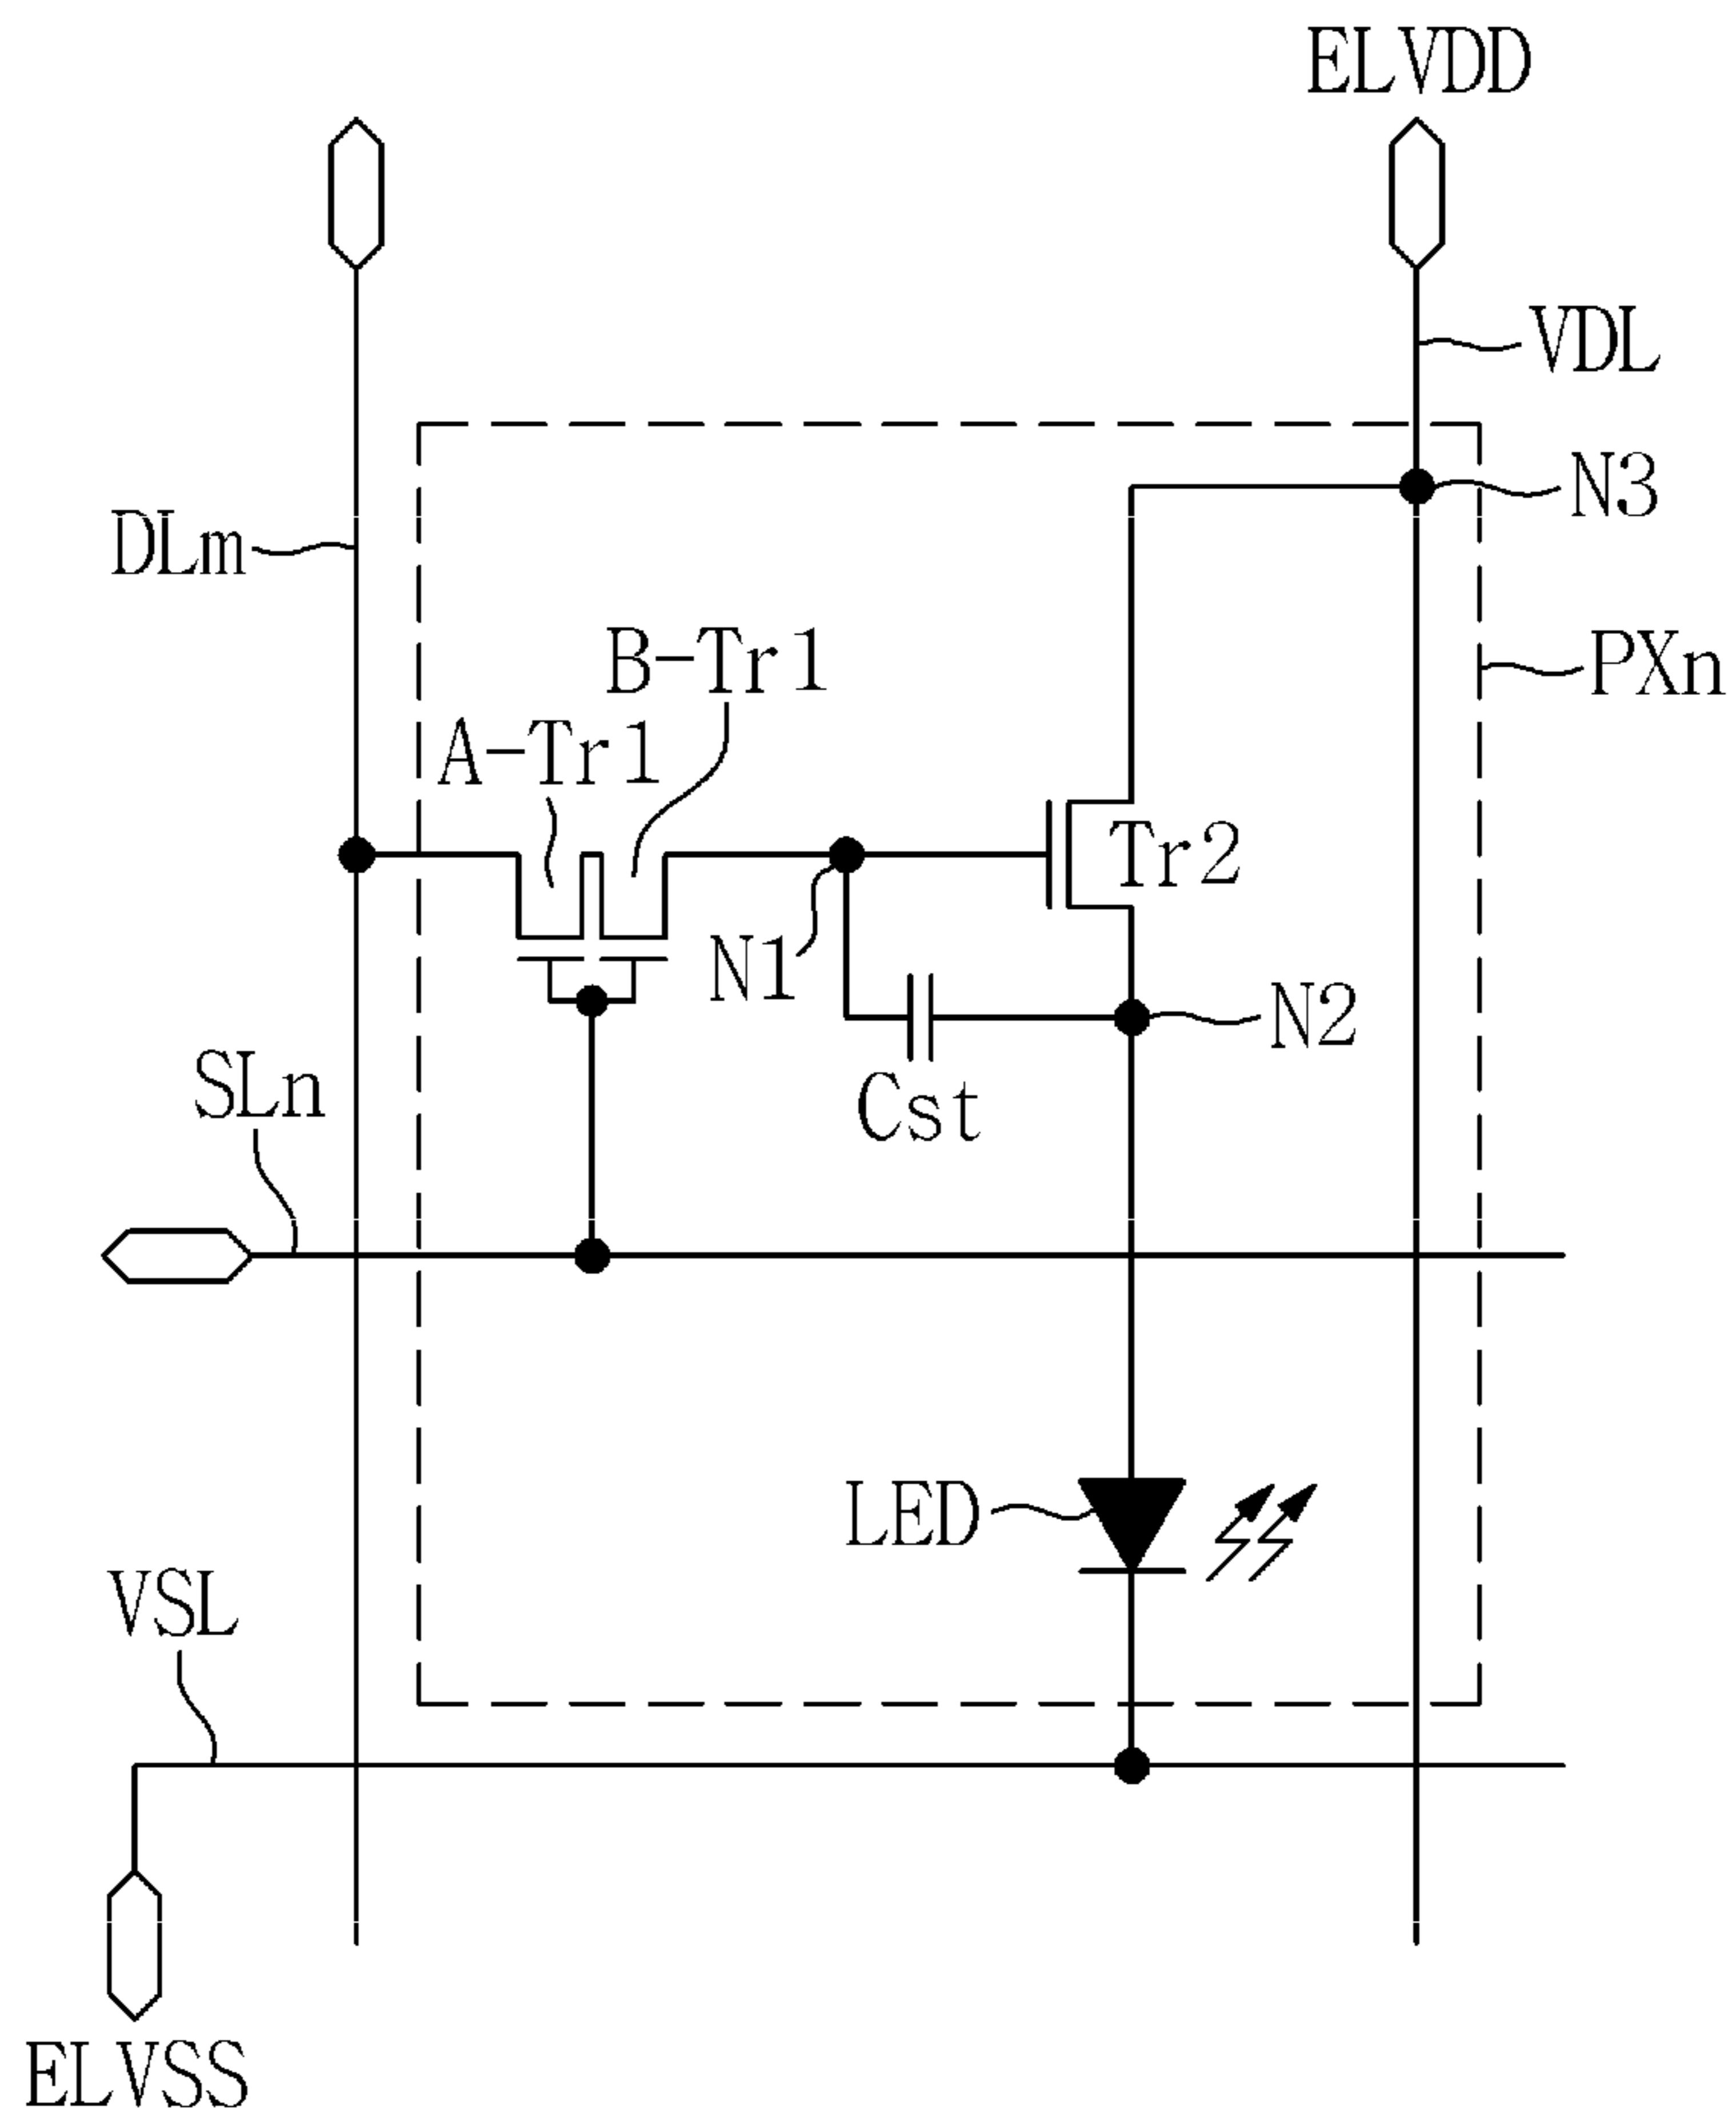 ELVDD
VDL
N3
DLm
B-Tr1
PXn
A-Tr1
Tr2
N1
N2
SLn
Cst
LED
VSL
ELVSS